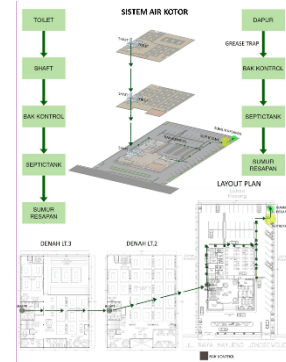 SISTEM AIR KOTOR
TOILET
SHAFT
BAK KONTROL
SEPTICTANK
SUMUR
RESAPAN
DAPUR
GREASE TRAP
BAK KONTROL
SEPTICTANK
SUMUR
RESAPAN
LAYOUT PLAN
DENAH LT.3
DENAH LT.2
BAK KONTROL